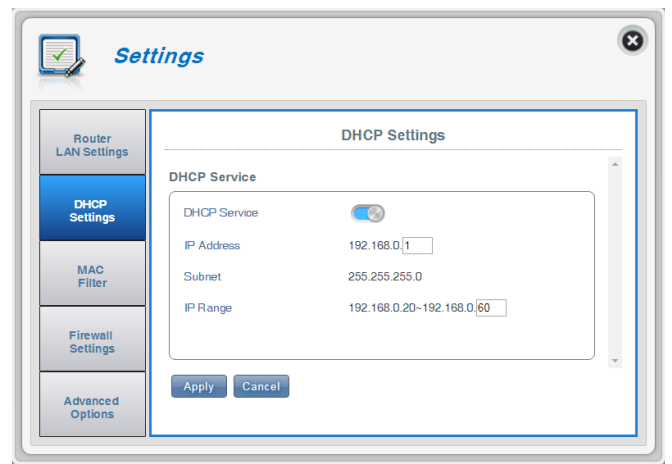 Settings
Router
LAN Settings
DHCP
Settings
MAC
Filter
Firewall
Settings
Advanced
Options
DHCP Settings
DHCP Service
DHCP Service
IP Address 192.168.0.1
Subnet 255.255.255.0
IP Range 192.168.0.20~192.168.0.60
Apply Cancel